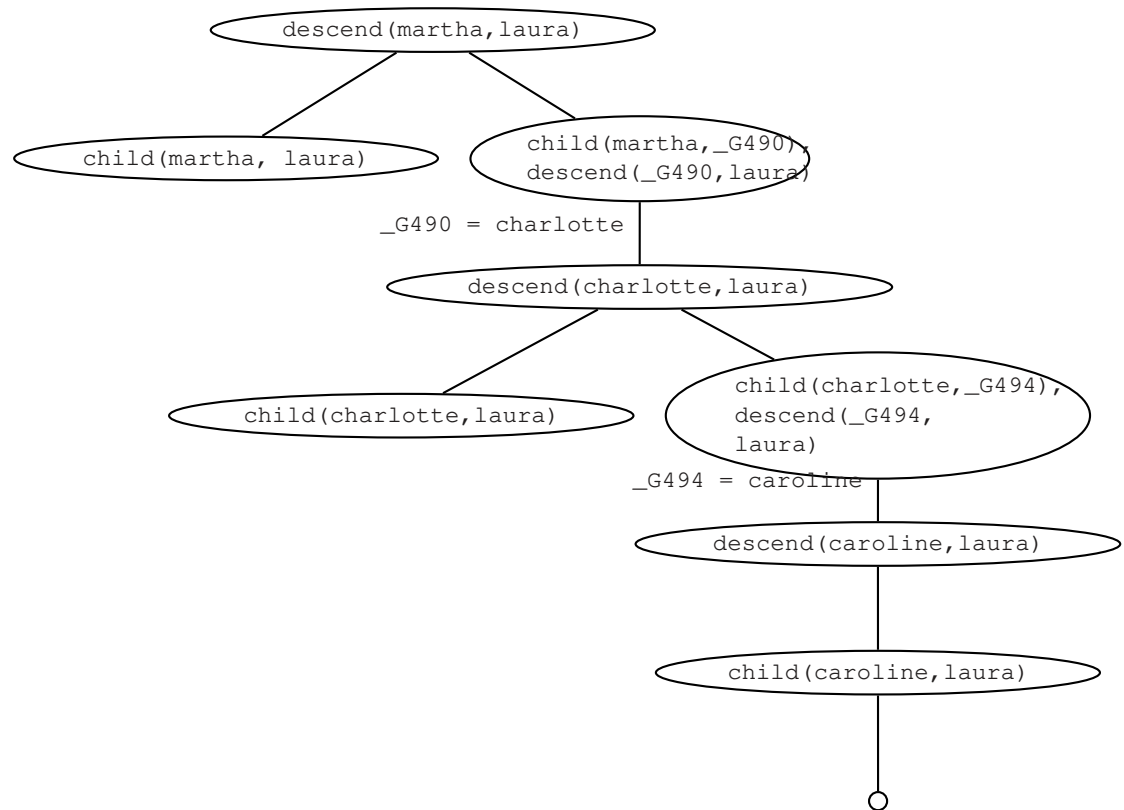 descend(martha,laura)
child(martha, laura)
child(martha,_G490),
descend(_G490,laura)
_G490 = charlotte
descend(charlotte,laura)
child(charlotte,laura)
child(charlotte,_G494),
descend(_G494,
laura)
_G494 = caroline
descend(caroline,laura)
child(caroline,laura)